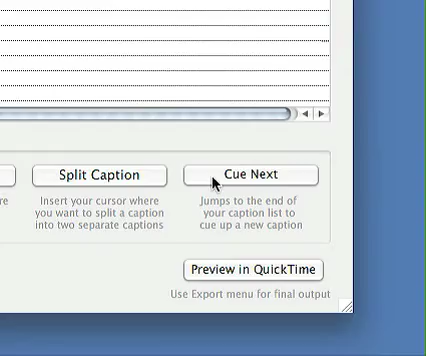 Split Caption
Cue Next
re
Insert your cursor where
you want to split a caption
into two separate captions
Jumps to the end of
your caption list to
cue up a new caption
Preview in QuickTime
Use Export menu for final output